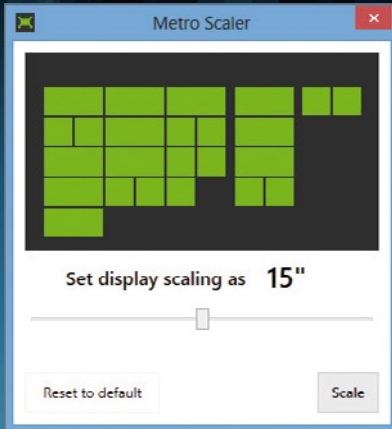 Metro Scaler
Set display scaling as 15"
Reset to default
Scale